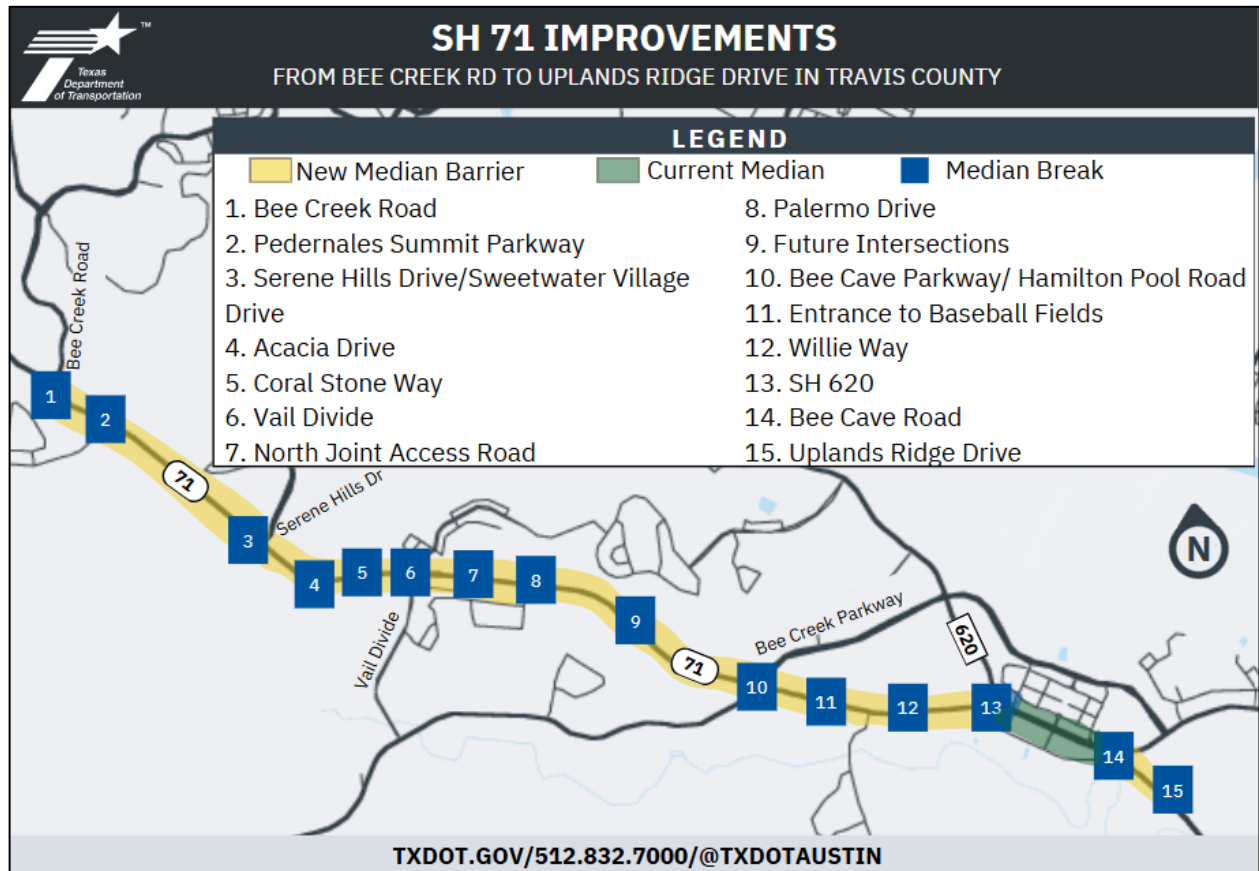 SH 71 IMPROVEMENTS
FROM BEE CREEK RD TO UPLANDS RIDGE DRIVE IN TRAVIS COUNTY
TM
Texas
Department
of Transportation
LEGEND
New Median Barrier
Current Median
Median Break
1. Bee Creek Road
2. Pedernales Summit Parkway
3. Serene Hills Drive/Sweetwater Village
Drive
4. Acacia Drive
5. Coral Stone Way
6. Vail Divide
7. North Joint Access Road
8. Palermo Drive
9. Future Intersections
10. Bee Cave Parkway/ Hamilton Pool Road
11. Entrance to Baseball Fields
12. Willie Way
13. SH 620
14. Bee Cave Road
15. Uplands Ridge Drive
Bee Creek Road
1
2
71
Serene Hills Dr
3
4
5
6
7
8
Vail Divide
9
71
Bee Creek Parkway
620
N
10
11
12
13
14
15
TXDOT.GOV/512.832.7000/@TXDOTAUSTIN